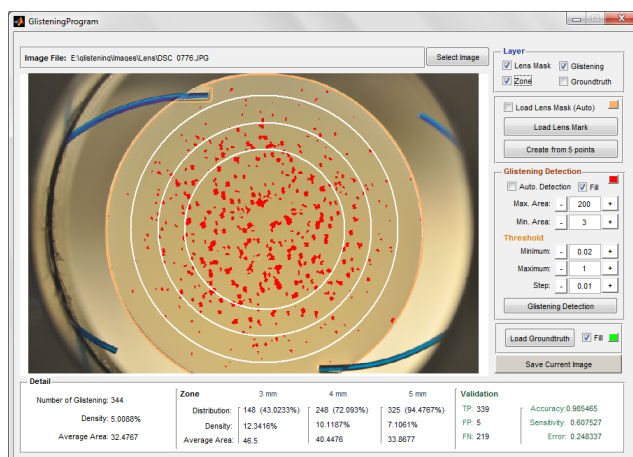 GlisteningProgram
Image File: E:\glistening\Images\Lens\DSC_0776.JPG
Select Image
Layer
Lens Mask
Glistening
Zone
Groundtruth
Load Lens Mask (Auto)
Load Lens Mark
Create from 5 points
Glistening Detection
Auto. Detection
Fill
Max. Area: - 200 +
Min. Area: - 3 +
Threshold
Minimum: - 0.02 +
Maximum: - 1 +
Step: - 0.01 +
Glistening Detection
Load Groundtruth
Fill
Save Current Image
Detail
Number of Glistening: 344
Density: 5.0088%
Average Area: 32.4767
Zone 3 mm 4 mm 5 mm
Distribution: 148 (43.0233%) 248 (72.093%) 325 (94.4767%)
Density: 12.3416% 10.1187% 7.1061%
Average Area: 46.5 40.4476 33.8677
Validation
TP: 339 Accuracy: 0.985465
FP: 5 Sensitivity: 0.607527
FN: 219 Error: 0.248337